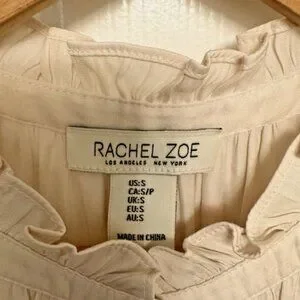 RACHEL ZOE
LOS ANGELES NEW YORK
US:S
CA:S/P
UK:S
EU:S
AU:S
MADE IN CHINA